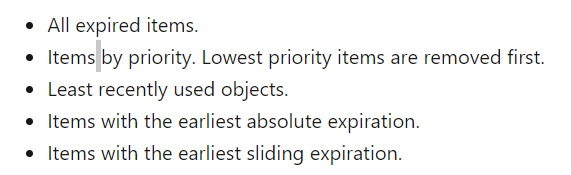 • All expired items.
• Items by priority. Lowest priority items are removed first.
• Least recently used objects.
• Items with the earliest absolute expiration.
• Items with the earliest sliding expiration.